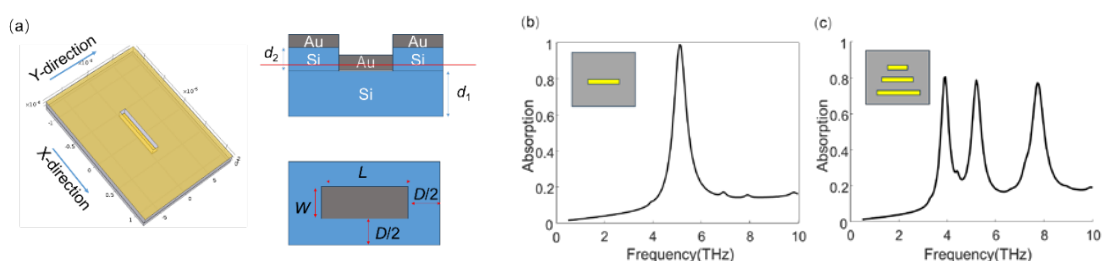 (a)
Y-direction
X-direction
Au
Au
d2
Si
Au
Si
Si
d1
L
W
D/2
D/2
(b)
1
0.8
0.6
0.4
0.2
0
Absorption
0
2
4
6
8
10
Frequency(THz)
(c)
1
0.8
0.6
0.4
0.2
0
Absorption
0
2
4
6
8
10
Frequency(THz)